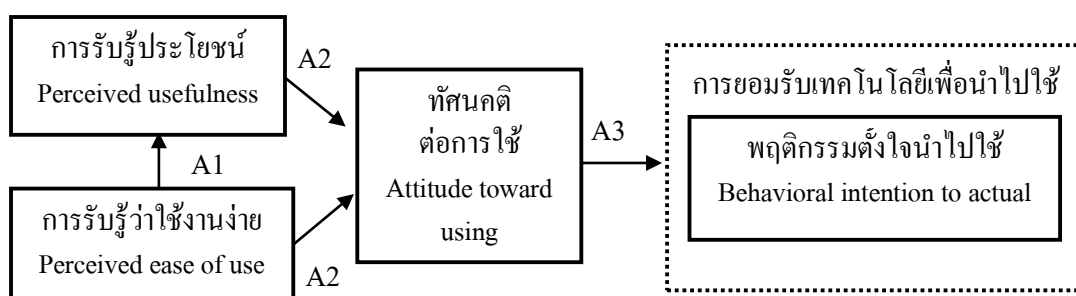 การรับรู้ประโยชน์
Perceived usefulness
A2
A1
การรับรู้ว่าใช้งานง่าย
Perceived ease of use
A2
ทัศนคติ
ต่อการใช้
Attitude toward
using
A3
การยอมรับเทคโนโลยีเพื่อนำไปใช้
พฤติกรรมตั้งใจนำไปใช้
Behavioral intention to actual